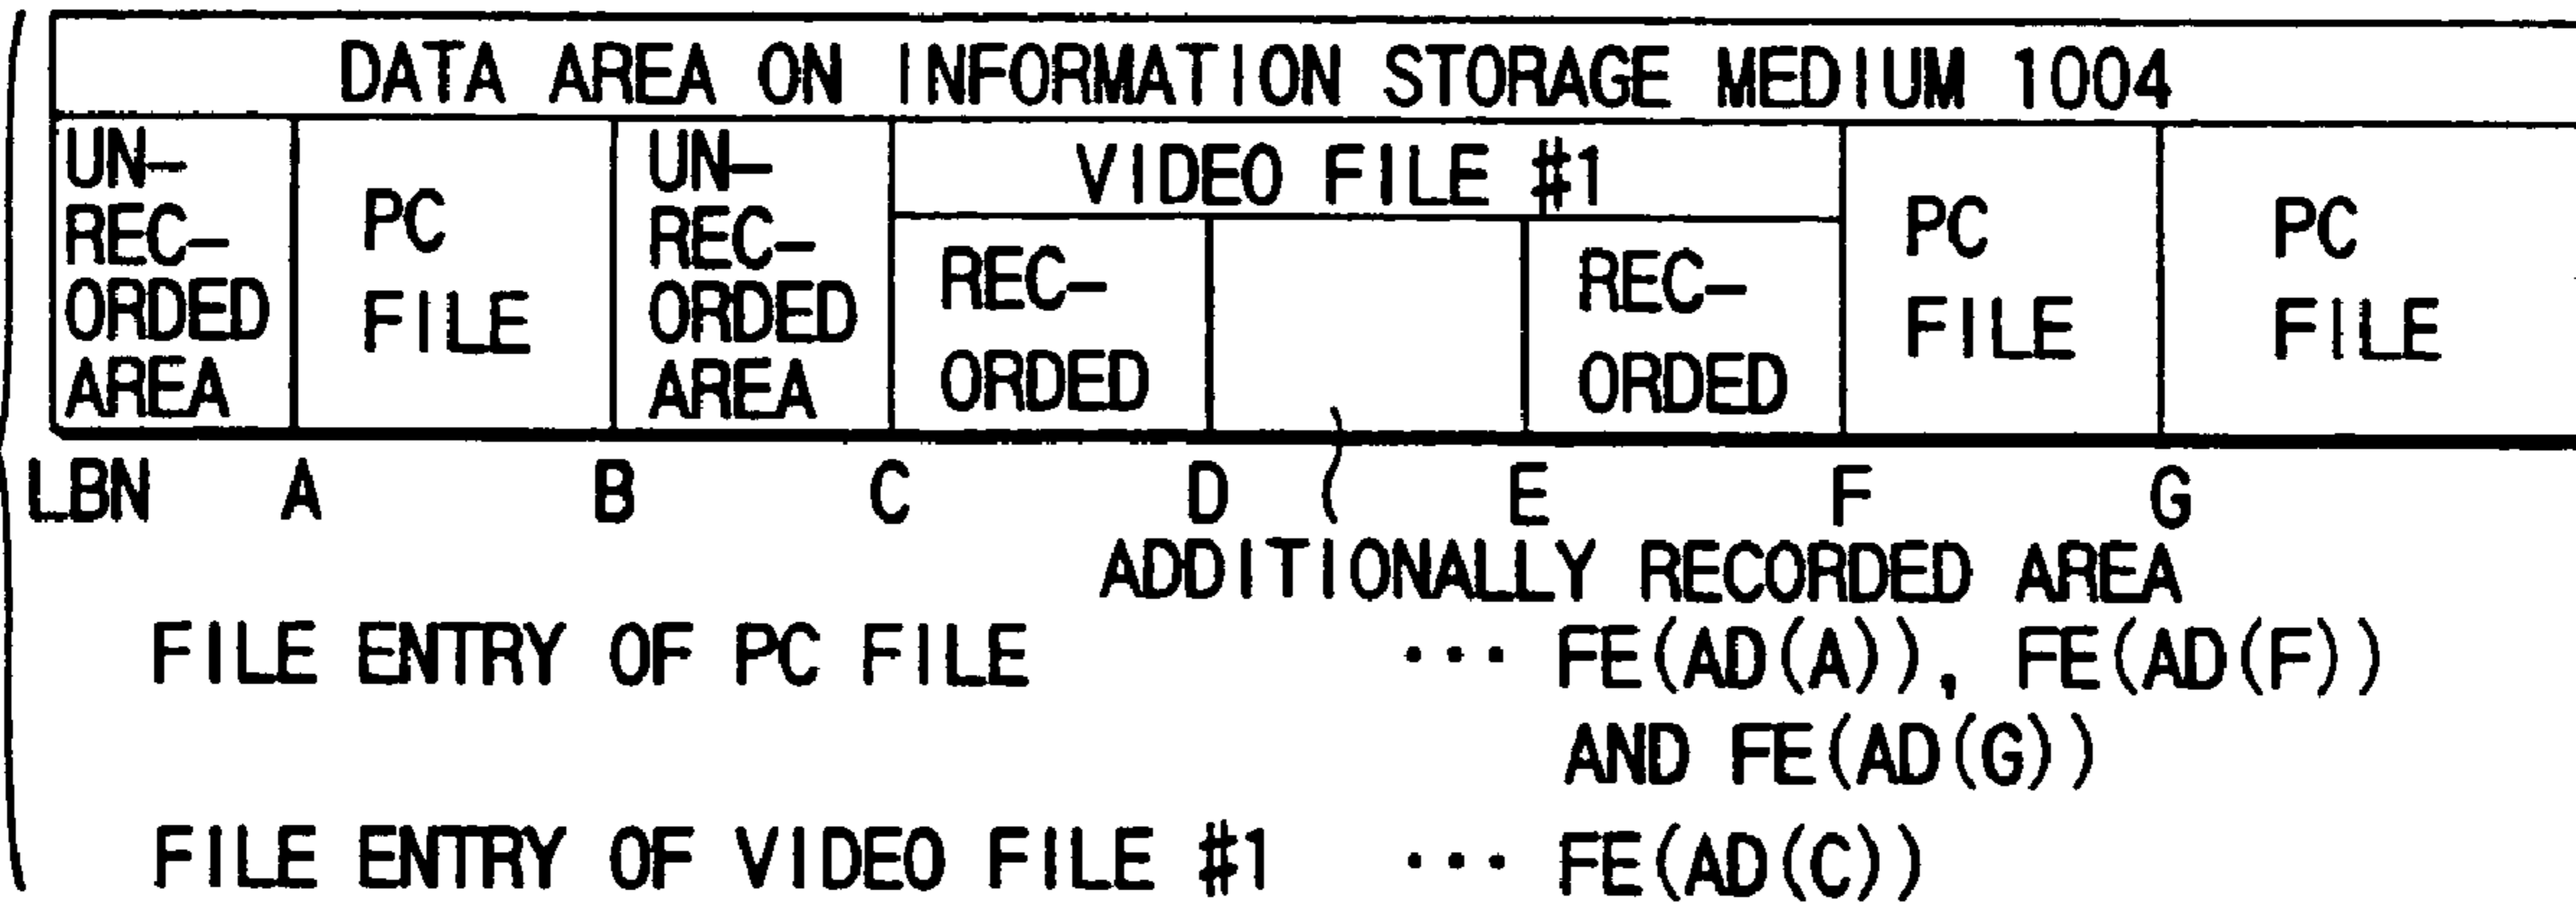 DATA AREA ON INFORMATION STORAGE MEDIUM 1004
UN-
REC-
ORDED
AREA
PC
FILE
UN-
REC-
ORDED
AREA
VIDEO FILE #1
REC-
ORDED
REC-
ORDED
PC
FILE
PC
FILE
LBN A B C D E F G
ADDITIONALLY RECORDED AREA
FILE ENTRY OF PC FILE ··· FE(AD(A)), FE(AD(F))
AND FE(AD(G))
FILE ENTRY OF VIDEO FILE #1 ··· FE(AD(C))